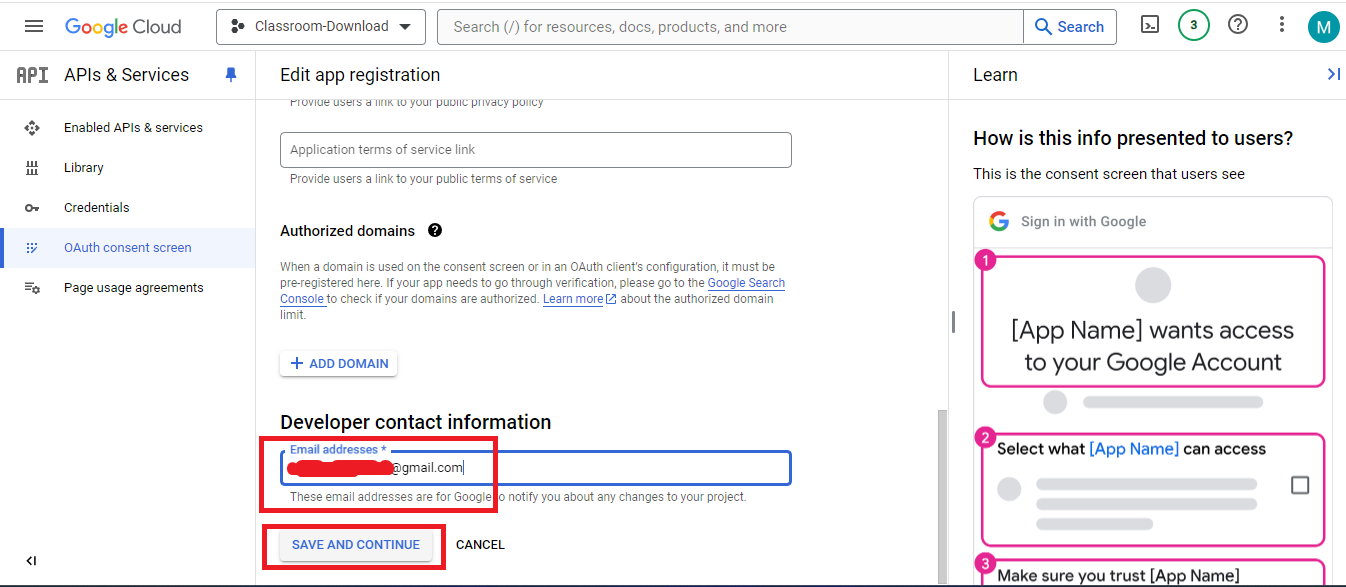 Google Cloud
Classroom-Download
Search (/) for resources, docs, products, and more
Search
3
M
API APIs & Services
Enabled APIs & services
Library
Credentials
OAuth consent screen
Page usage agreements
Edit app registration
Provide users a link to your public privacy policy
Application terms of service link
Provide users a link to your public terms of service
Authorized domains
When a domain is used on the consent screen or in an OAuth client's configuration, it must be
pre-registered here. If your app needs to go through verification, please go to the Google Search
Console to check if your domains are authorized. Learn more about the authorized domain
limit.
ADD DOMAIN
Developer contact information
Email addresses *
@gmail.com
These email addresses are for Google to notify you about any changes to your project.
SAVE AND CONTINUE
CANCEL
Learn
How is this info presented to users?
This is the consent screen that users see
Sign in with Google
1
[App Name] wants access
to your Google Account
2
Select what [App Name] can access
3
Make sure you trust [App Name]